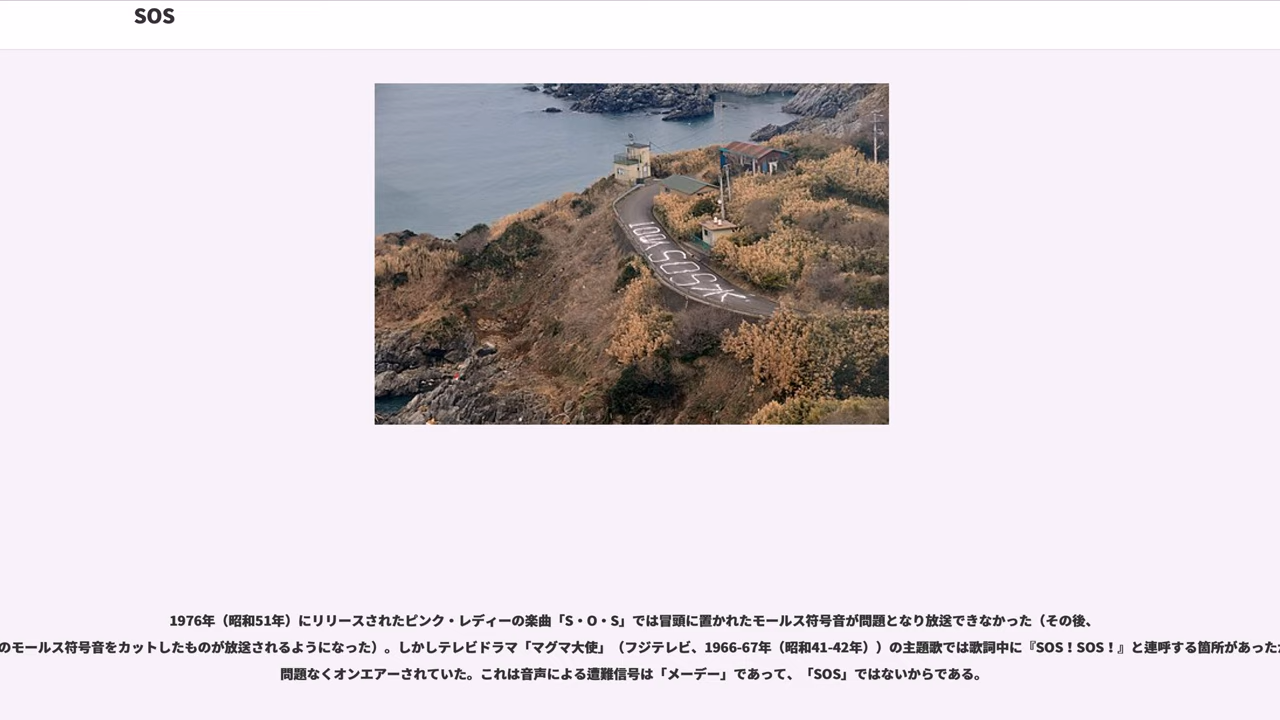 SOS
100人 SOS 水
1976年（昭和51年）にリリースされたピンク・レディーの楽曲「S・O・S」では冒頭に置かれたモールス符号音が問題となり放送できなかった（その後、
のモールス符号音をカットしたものが放送されるようになった）。しかしテレビドラマ「マグマ大使」（フジテレビ、1966-67年（昭和41-42年））の主題歌では歌詞中に『SOS！SOS！』と連呼する箇所があった
問題なくオンエアーされていた。これは音声による遭難信号は「メーデー」であって、「SOS」ではないからである。